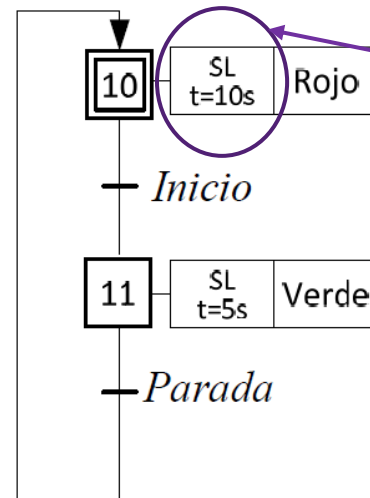 10
SL
t=10s
Rojo
Inicio
11
SL
t=5s
Verde
Parada